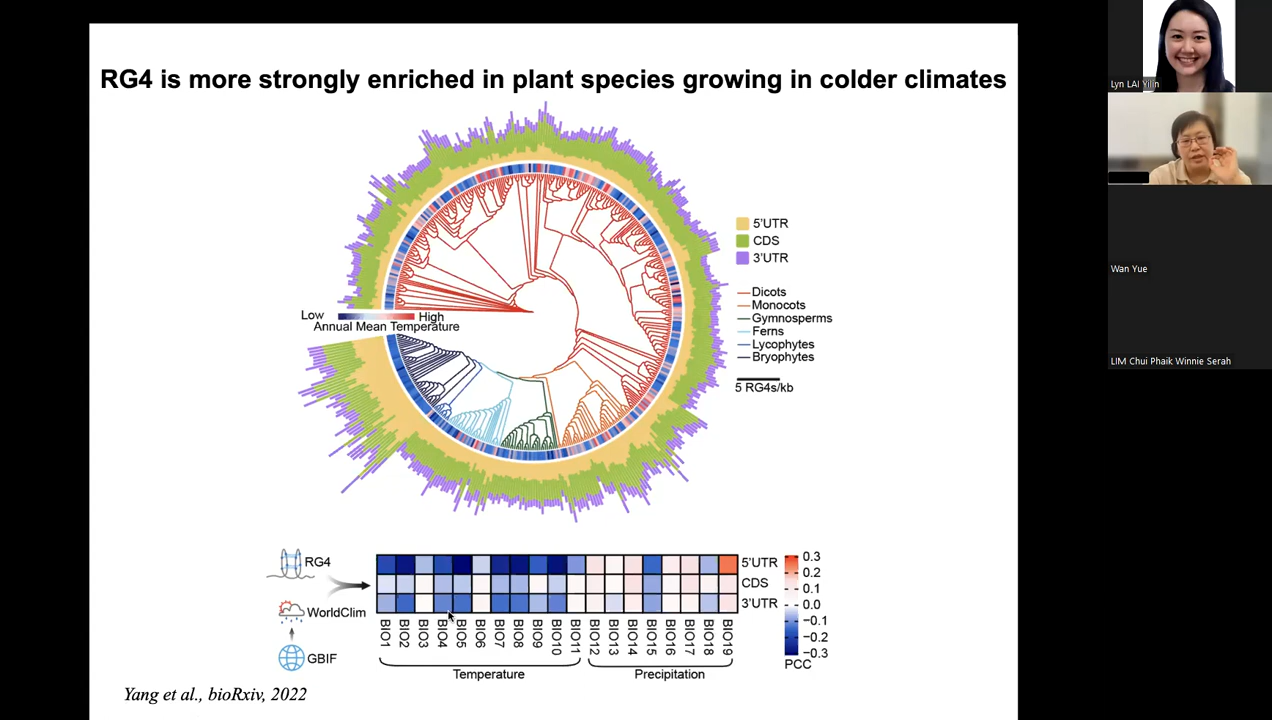 RG4 is more strongly enriched in plant species growing in colder climates
5'UTR
CDS
3'UTR
Dicots
Monocots
Gymnosperms
Ferns
Lycophytes
Bryophytes
5 RG4s/kb
Low
High
Annual Mean Temperature
RG4
WorldClim
GBIF
5'UTR
CDS
3'UTR
BIO1
BIO2
BIO3
BIO4
BIO5
BIO6
BIO7
BIO8
BIO9
BIO10
BIO11
BIO12
BIO13
BIO14
BIO15
BIO16
BIO17
BIO18
BIO19
Temperature
Precipitation
0.3
0.2
0.1
0.0
−0.1
−0.2
−0.3
PCC
Yang et al., bioRxiv, 2022
Lyn LAI Yilin
Wan Yue
LIM Chui Phaik Winnie Serah